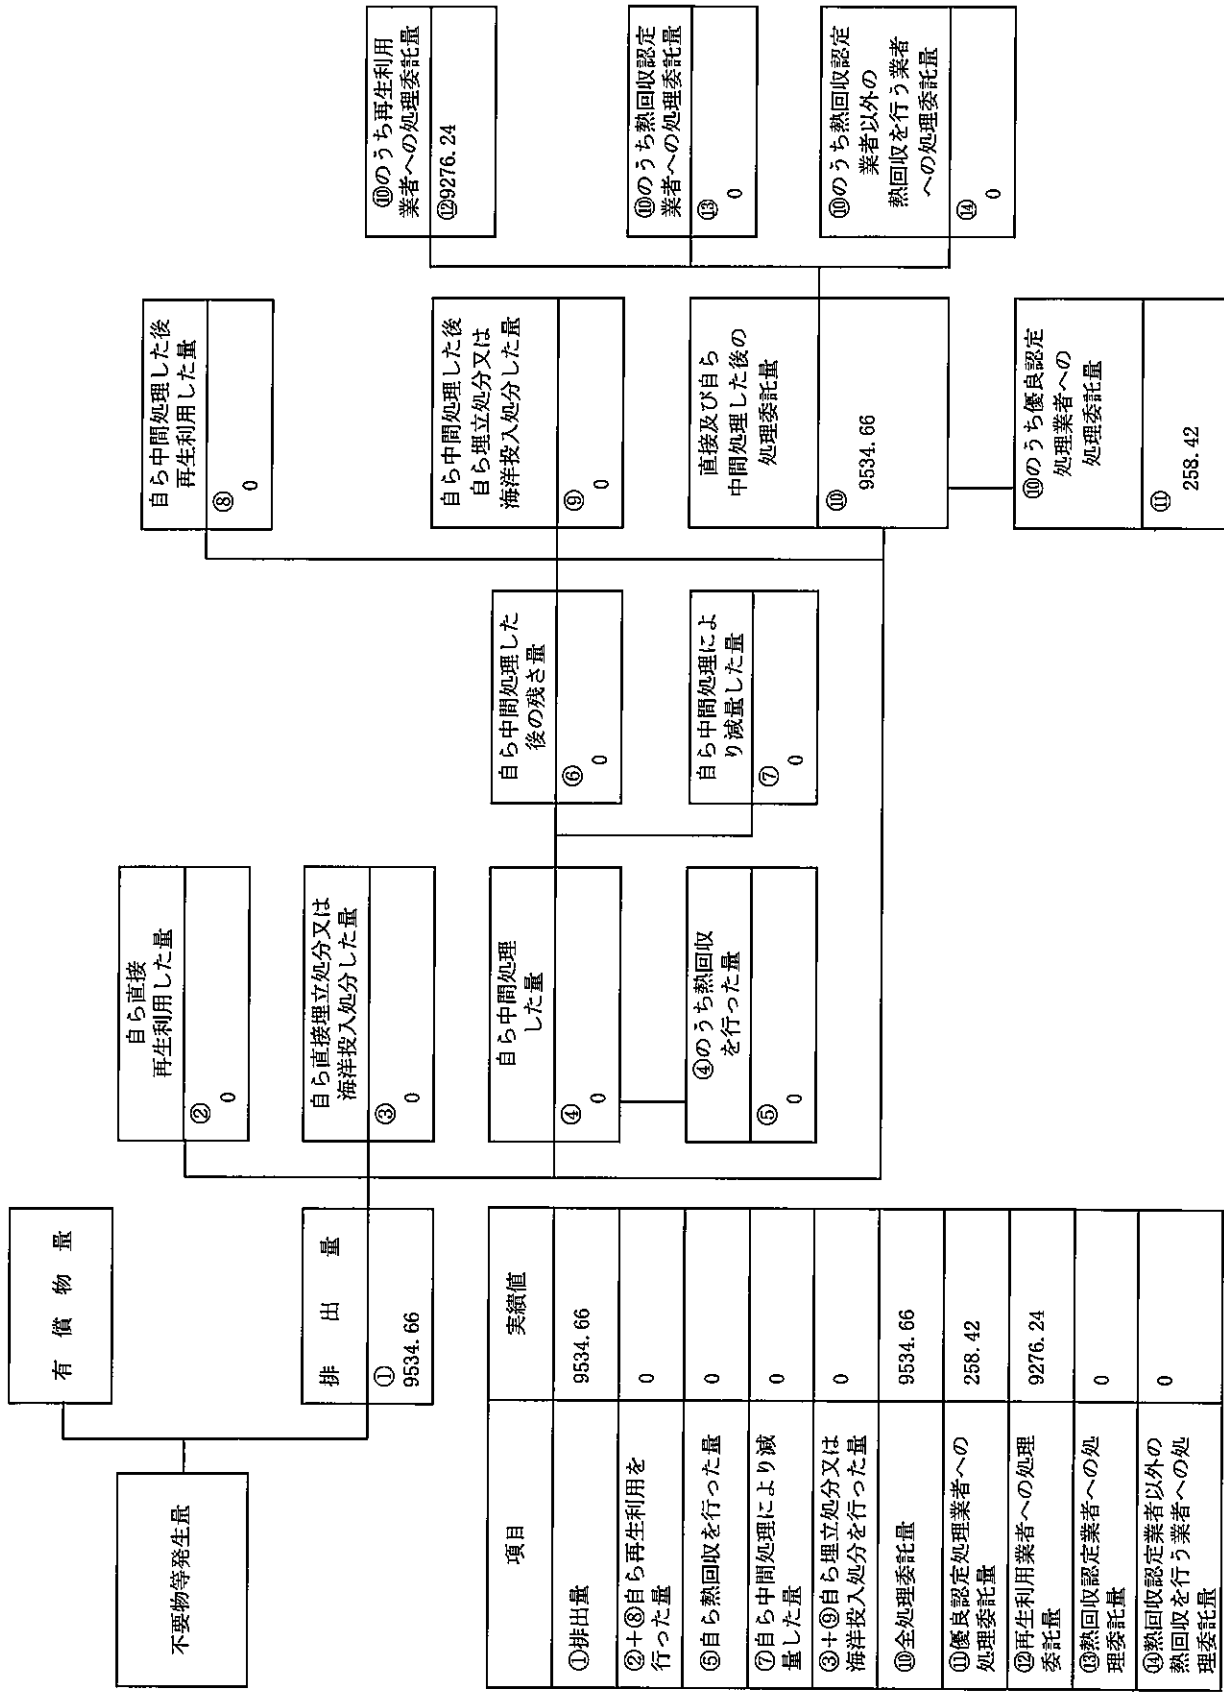 不要物等発生量
有償物量
排出量
①
9534.66
自ら直接
再生利用した量
②
0
自ら直接埋立処分又は
海洋投入処分した量
③
0
自ら中間処理
した量
④
0
④のうち熱回収
を行った量
⑤
0
自ら中間処理した
後の残さ量
⑥
0
自ら中間処理によ
り減量した量
⑦
0
自ら中間処理した後
再生利用した量
⑧
0
自ら中間処理した後
自ら埋立処分又は
海洋投入処分した量
⑨
0
直接及び自ら
中間処理した後の
処理委託量
⑩
9534.66
⑩のうち優良認定
処理業者への
処理委託量
⑪
258.42
⑩のうち再生利用
業者への処理委託量
⑫9276.24
⑩のうち熱回収認定
業者への処理委託量
⑬
0
⑩のうち熱回収認定
業者以外の
熱回収を行う業者
への処理委託量
⑭
0
項目 実績値
①排出量 9534.66
②+⑧自ら再生利用を
行った量 0
⑤自ら熱回収を行った量 0
⑦自ら中間処理により減
量した量 0
③+⑨自ら埋立処分又は
海洋投入処分を行った量 0
⑩全処理委託量 9534.66
⑪優良認定処理業者への
処理委託量 258.42
⑫再生利用業者への処理
委託量 9276.24
⑬熱回収認定業者への処
理委託量 0
⑭熱回収認定業者以外の
熱回収を行う業者への処
理委託量 0